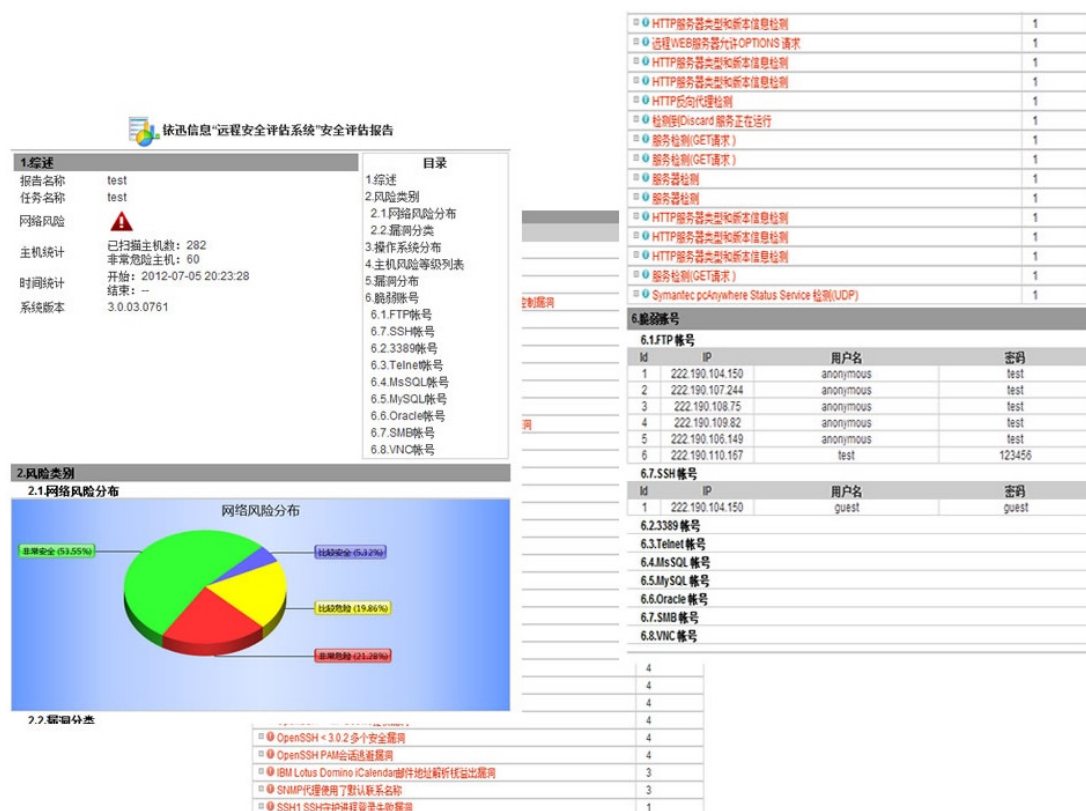 依迅信息“远程安全评估系统”安全评估报告
1.综述
报告名称 test
任务名称 test
网络风险
主机统计 已扫描主机数：282
非常危险主机：60
时间统计 开始：2012-07-05 20:23:28
结束：--
系统版本 3.0.03.0761
目录
1.综述
2.风险类别
2.1.网络风险分布
2.2.漏洞分类
3.操作系统分布
4.主机风险等级列表
5.漏洞分布
6.脆弱账号
6.1.FTP帐号
6.7.SSH帐号
6.2.3389帐号
6.3.Telnet帐号
6.4.MsSQL帐号
6.5.MySQL帐号
6.6.Oracle帐号
6.7.SMB帐号
6.8.VNC帐号
2.风险类别
2.1.网络风险分布
网络风险分布
非常安全 (53.55%)
比较安全 (5.32%)
比较危险 (19.86%)
非常危险 (21.28%)
2.2.漏洞分类
控制漏洞
洞
4
4
4
4
OpenSSH < 3.0.2 多个安全漏洞 4
OpenSSH PAM会话逃避漏洞 4
IBM Lotus Domino iCalendar邮件地址解析栈溢出漏洞 3
SNMP代理使用了默认联系名称 3
SSH1 SSH守护进程登录失败漏洞 1
HTTP服务器类型和版本信息检测 1
远程WEB服务器允许OPTIONS 请求 1
HTTP服务器类型和版本信息检测 1
HTTP服务器类型和版本信息检测 1
HTTP反向代理检测 1
检测到Discard 服务正在运行 1
服务检测(GET请求 ) 1
服务检测(GET请求 ) 1
服务器检测 1
服务器检测 1
HTTP服务器类型和版本信息检测 1
HTTP服务器类型和版本信息检测 1
HTTP服务器类型和版本信息检测 1
服务检测(GET请求 ) 1
Symantec pcAnywhere Status Service 检测(UDP) 1
6.脆弱账号
6.1.FTP 帐号
Id IP 用户名 密码
1 222.190.104.150 anonymous test
2 222.190.107.244 anonymous test
3 222.190.108.75 anonymous test
4 222.190.109.82 anonymous test
5 222.190.106.149 anonymous test
6 222.190.110.167 test 123456
6.7.SSH 帐号
Id IP 用户名 密码
1 222.190.104.150 guest guest
6.2.3389 帐号
6.3.Telnet 帐号
6.4.MsSQL 帐号
6.5.MySQL 帐号
6.6.Oracle 帐号
6.7.SMB 帐号
6.8.VNC 帐号